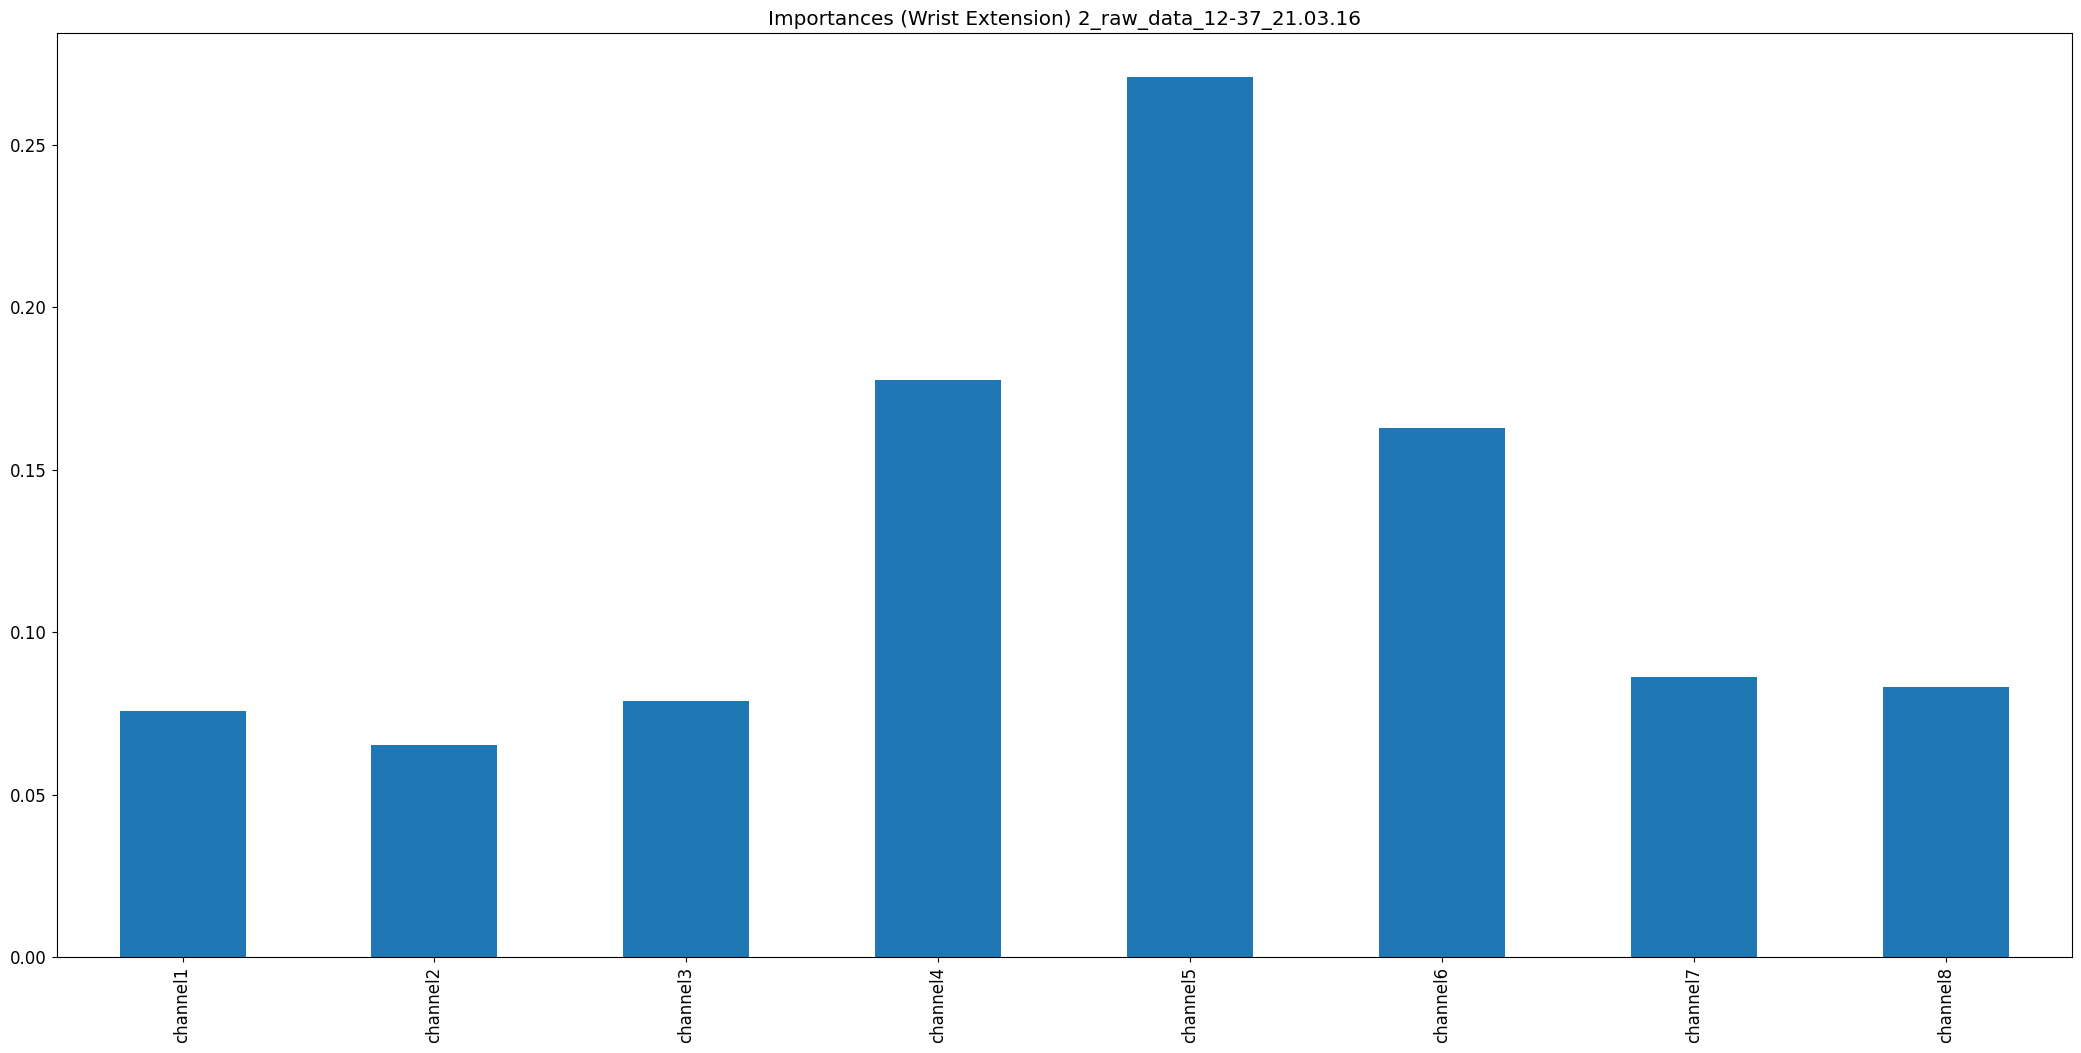 Importances (Wrist Extension) 2_raw_data_12-37_21.03.16
0.25
0.20
0.15
0.10
0.05
0.00
channel1
channel2
channel3
channel4
channel5
channel6
channel7
channel8